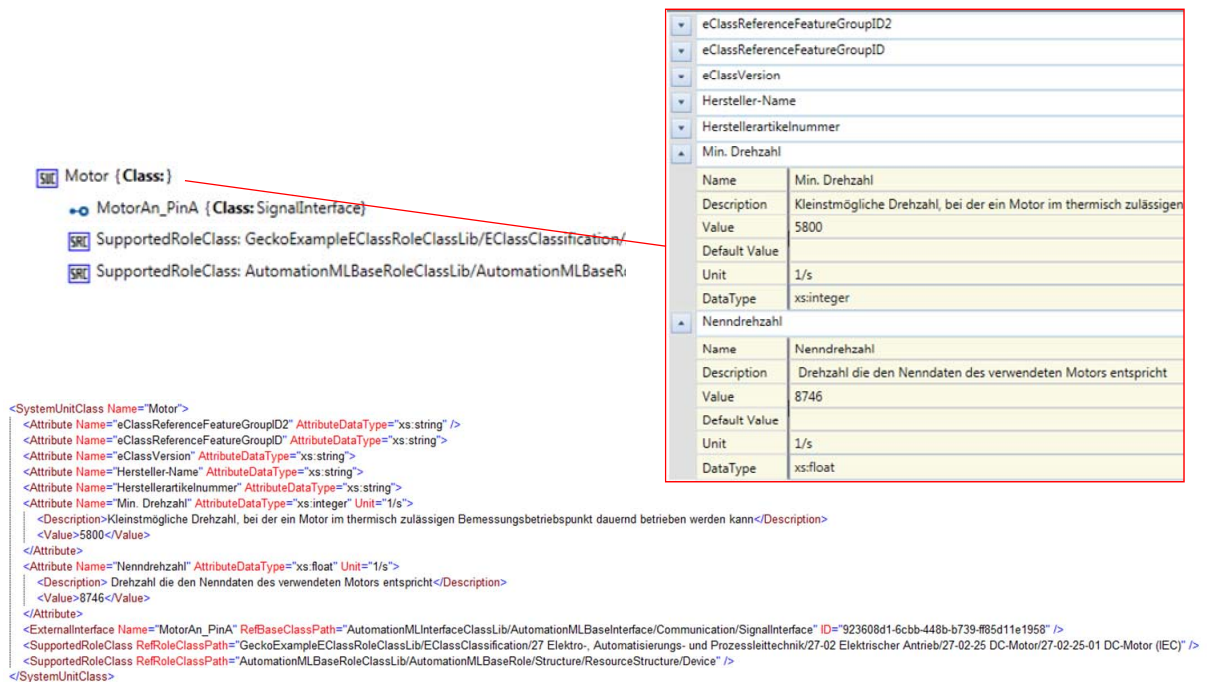 SUC Motor {Class:}
MotorAn_PinA {Class: SignalInterface}
SRC SupportedRoleClass: GeckoExampleEClassRoleClassLib/EClassClassification/
SRC SupportedRoleClass: AutomationMLBaseRoleClassLib/AutomationMLBaseR
eClassReferenceFeatureGroupID2
eClassReferenceFeatureGroupID
eClassVersion
Hersteller-Name
Herstellerartikelnummer
Min. Drehzahl
Name Min. Drehzahl
Description Kleinstmögliche Drehzahl, bei der ein Motor im thermisch zulässigen
Value 5800
Default Value
Unit 1/s
DataType xs:integer
Nenndrehzahl
Name Nenndrehzahl
Description Drehzahl die den Nenndaten des verwendeten Motors entspricht
Value 8746
Default Value
Unit 1/s
DataType xs:float
<SystemUnitClass Name="Motor">
<Attribute Name="eClassReferenceFeatureGroupID2" AttributeDataType="xs:string" />
<Attribute Name="eClassReferenceFeatureGroupID" AttributeDataType="xs:string">
<Attribute Name="eClassVersion" AttributeDataType="xs:string">
<Attribute Name="Hersteller-Name" AttributeDataType="xs:string">
<Attribute Name="Herstellerartikelnummer" AttributeDataType="xs:string">
<Attribute Name="Min. Drehzahl" AttributeDataType="xs:integer" Unit="1/s">
<Description>Kleinstmögliche Drehzahl, bei der ein Motor im thermisch zulässigen Bemessungsbetriebspunkt dauernd betrieben werden kann</Description>
<Value>5800</Value>
</Attribute>
<Attribute Name="Nenndrehzahl" AttributeDataType="xs:float" Unit="1/s">
<Description> Drehzahl die den Nenndaten des verwendeten Motors entspricht</Description>
<Value>8746</Value>
</Attribute>
<ExternalInterface Name="MotorAn_PinA" RefBaseClassPath="AutomationMLInterfaceClassLib/AutomationMLBaseInterface/Communication/SignalInterface" ID="923608d1-6cbb-448b-b739-ff85d11e1958" />
<SupportedRoleClass RefRoleClassPath="GeckoExampleEClassRoleClassLib/EClassClassification/27 Elektro-, Automatisierungs- und Prozessleittechnik/27-02 Elektrischer Antrieb/27-02-25 DC-Motor/27-02-25-01 DC-Motor (IEC)" />
<SupportedRoleClass RefRoleClassPath="AutomationMLBaseRoleClassLib/AutomationMLBaseRole/Structure/ResourceStructure/Device" />
</SystemUnitClass>